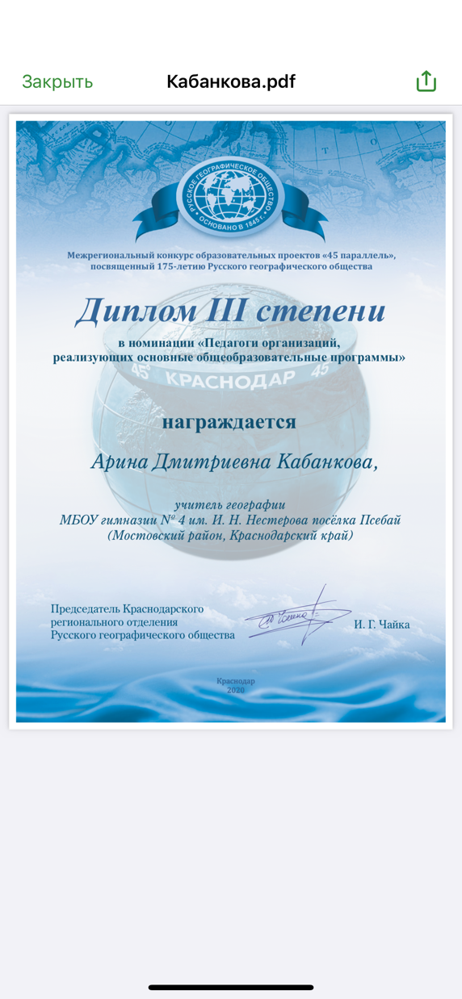 Закрыть
Кабанкова.pdf
РУССКОЕ ГЕОГРАФИЧЕСКОЕ ОБЩЕСТВО
• ОСНОВАНО В 1845 г. •
Межрегиональный конкурс образовательных проектов «45 параллель»,
посвященный 175-летию Русского географического общества
Диплом III степени
в номинации «Педагоги организаций,
реализующих основные общеобразовательные программы»
45° КРАСНОДАР 45°
награждается
Арина Дмитриевна Кабанкова,
учитель географии
МБОУ гимназии № 4 им. И. Н. Нестерова посёлка Псебай
(Мостовский район, Краснодарский край)
Председатель Краснодарского
регионального отделения
Русского географического общества
И. Г. Чайка
Краснодар
2020